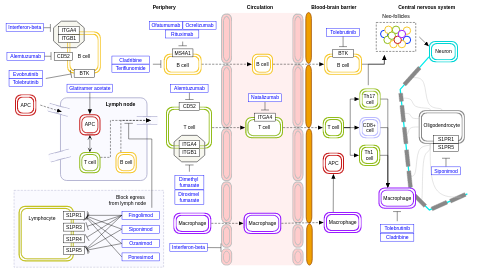 Periphery
Circulation
Blood-brain barrier
Central nervous system
Interferon-beta
ITGA4
ITGB1
B cell
Alemtuzumab
CD52
BTK
Evobrutinib
Tolebrutinib
Ofatumumab
Ocrelizumab
Rituximab
MS4A1
B cell
Cladribine
Teriflunomide
B cell
Tolebrutinib
BTK
B cell
Neo-follicles
Neuron
Glatiramer acetate
APC
Lymph node
APC
T cell
B cell
Alemtuzumab
CD52
T cell
ITGA4
ITGB1
Dimethyl
fumarate
Diroximel
fumarate
Natalizumab
ITGA4
T cell
T cell
Th17
cell
CD8+
cell
Th1
cell
APC
Oligodendrocyte
S1PR1
S1PR5
Siponimod
Block egress
from lymph node
Lymphocyte
S1PR1
S1PR3
S1PR4
S1PR5
Fingolimod
Siponimod
Ozanimod
Ponesimod
Macrophage
Interferon-beta
Macrophage
Macrophage
Macrophage
Tolebrutinib
Cladribine